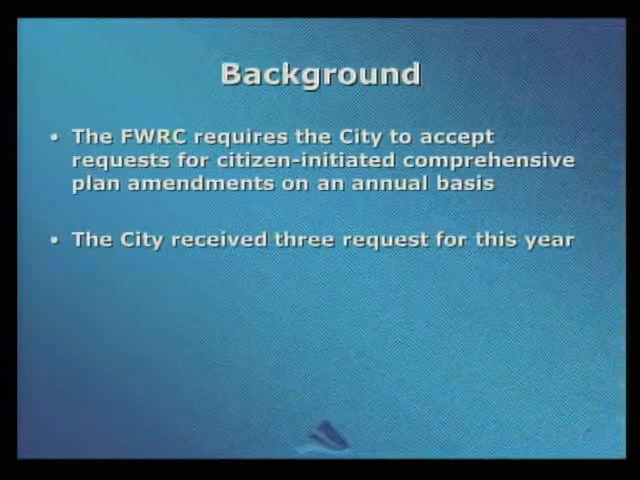 Background
• The FWRC requires the City to accept
requests for citizen-initiated comprehensive
plan amendments on an annual basis
• The City received three request for this year